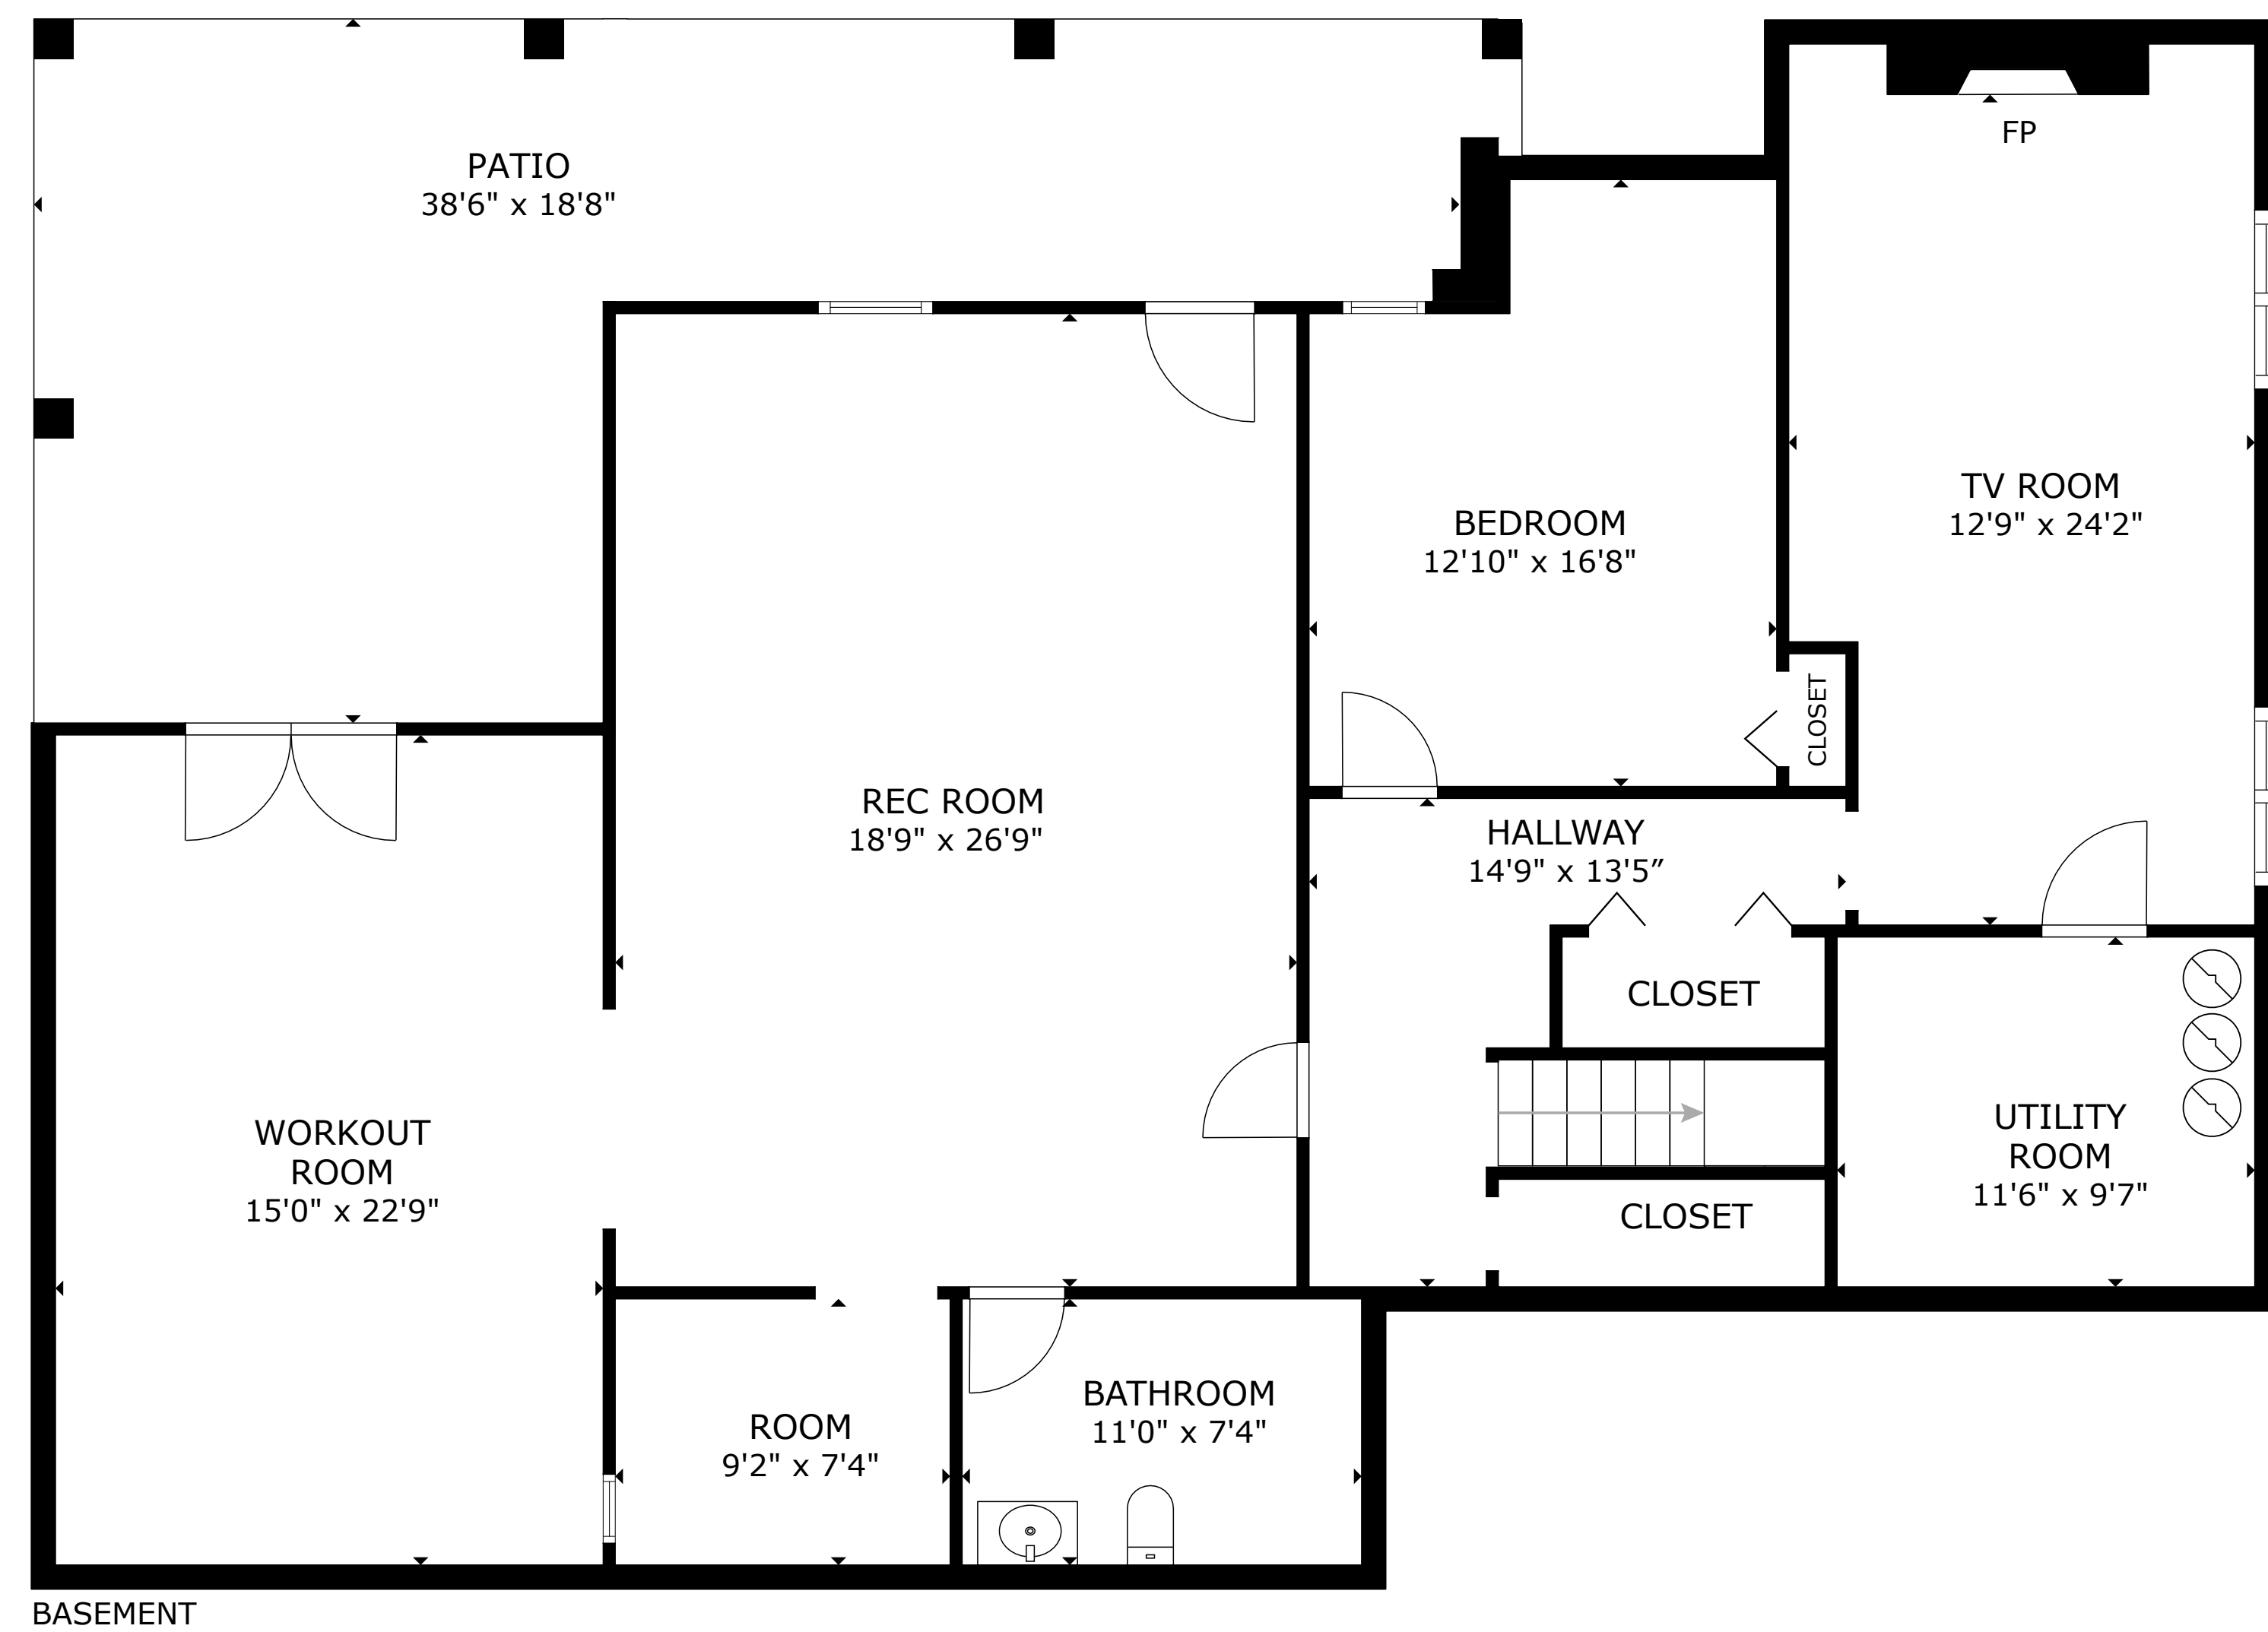 PATIO
38'6" x 18'8"
FP
TV ROOM
12'9" x 24'2"
BEDROOM
12'10" x 16'8"
CLOSET
REC ROOM
18'9" x 26'9"
HALLWAY
14'9" x 13'5″
CLOSET
WORKOUT
ROOM
15'0" x 22'9"
UTILITY
ROOM
11'6" x 9'7"
CLOSET
BATHROOM
11'0" x 7'4"
ROOM
9'2" x 7'4"
BASEMENT